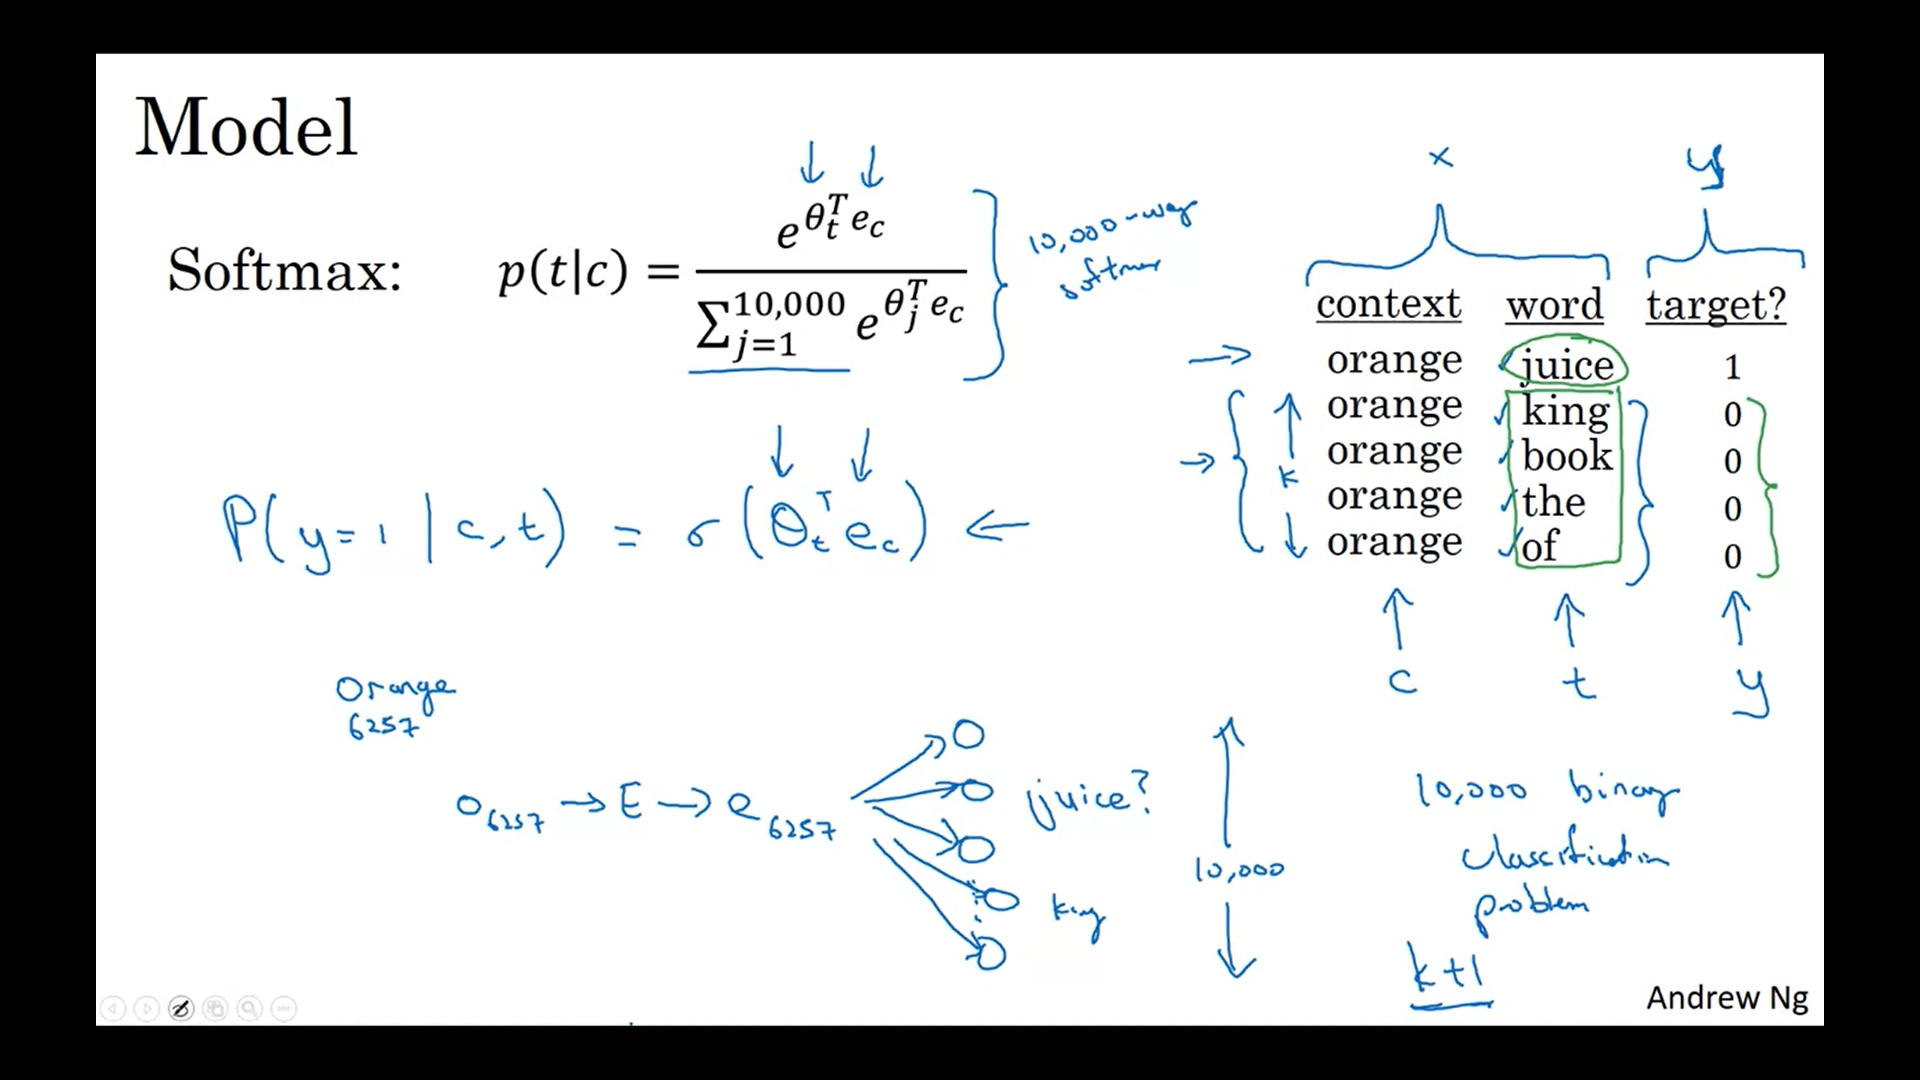 Model
Softmax: p(t|c) = e^{θ_t^T e_c} / ∑_{j=1}^{10,000} e^{θ_j^T e_c}
10,000-way
softmax
x
y
context word target?
orange juice 1
orange king 0
orange book 0
orange the 0
orange of 0
k
c t y
P(y=1 | c,t) = σ(θ_t^T e_c) ←
Orange
6257
o_6257 → E → e_6257
juice?
king
10,000
10,000 binary
classification
problem
k+1
Andrew Ng